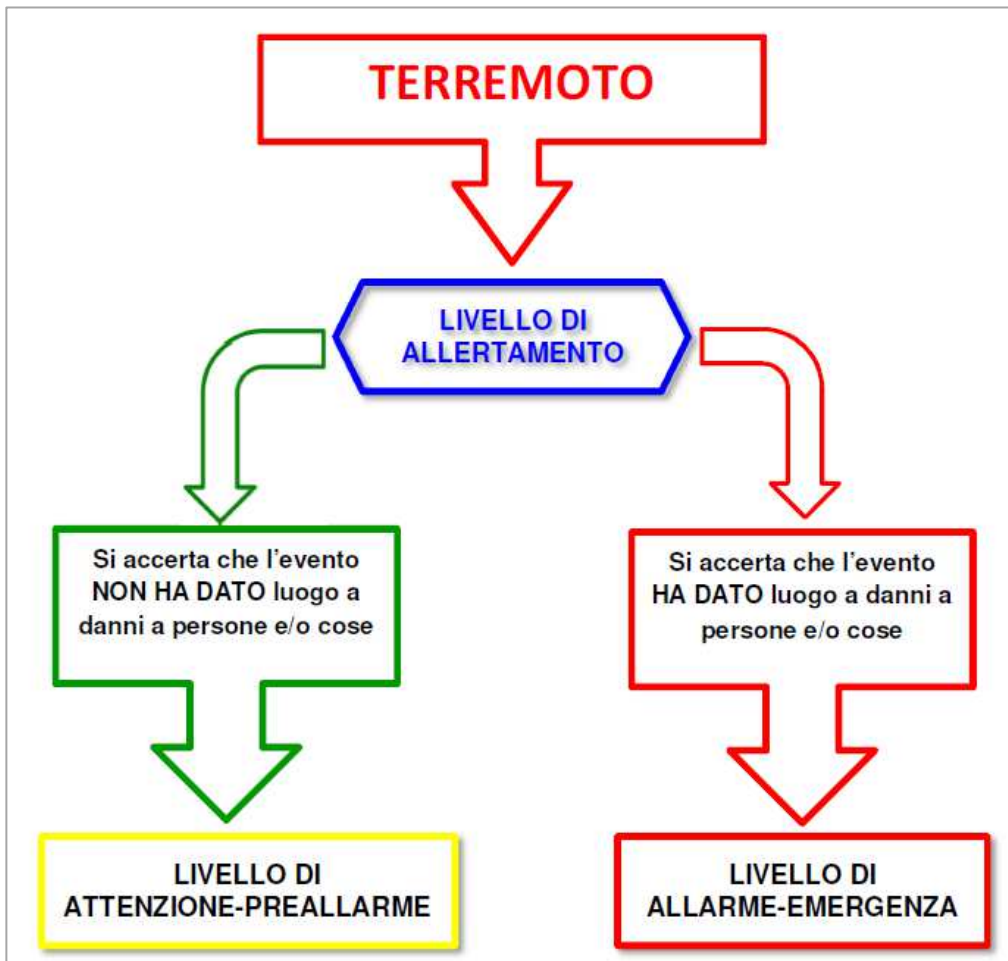 TERREMOTO
LIVELLO DI
ALLERTAMENTO
Si accerta che l'evento
NON HA DATO luogo a
danni a persone e/o cose
Si accerta che l'evento
HA DATO luogo a danni a
persone e/o cose
LIVELLO DI
ATTENZIONE-PREALLARME
LIVELLO DI
ALLARME-EMERGENZA